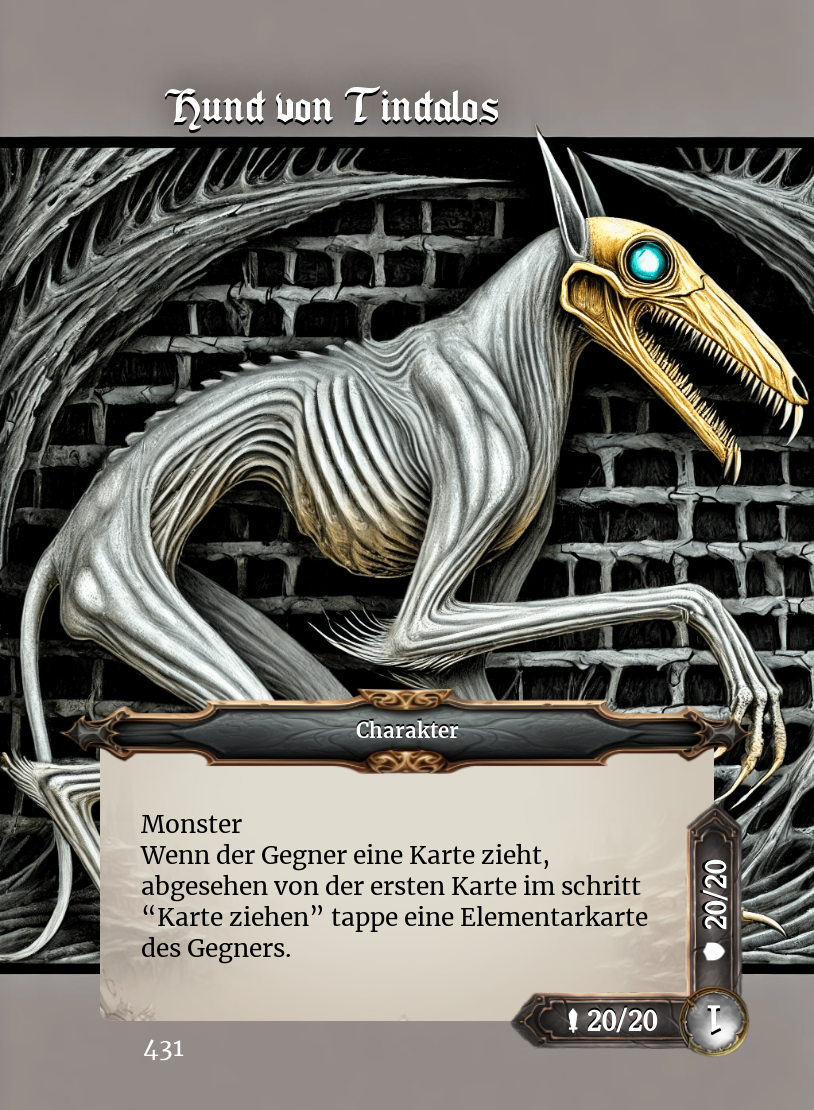 Hund von Tindalos
Charakter
Monster
Wenn der Gegner eine Karte zieht,
abgesehen von der ersten Karte im schritt
“Karte ziehen” tappe eine Elementarkarte
des Gegners.
20/20
20/20
1
431